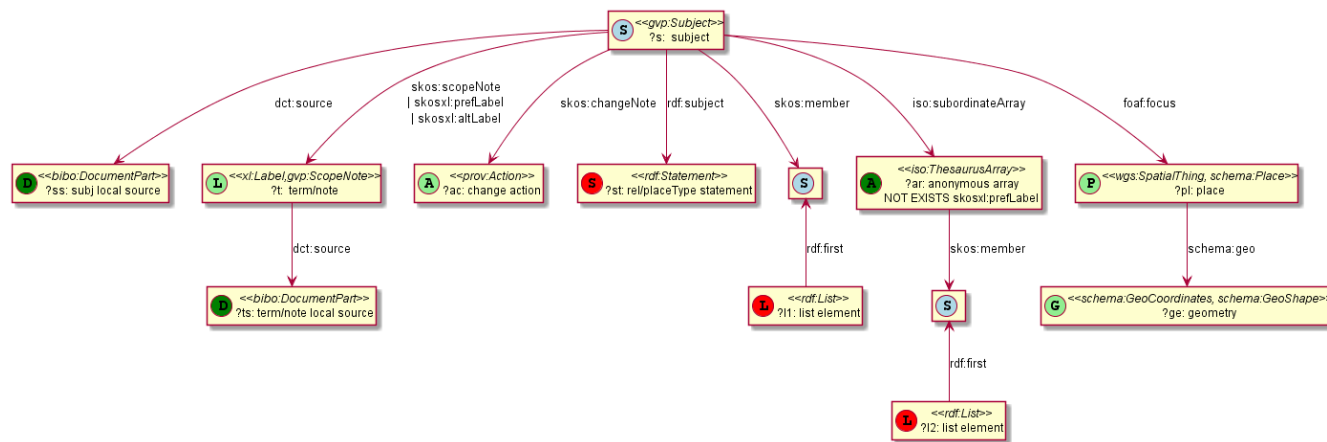 S <<gvp:Subject>>
?s: subject
dct:source
skos:scopeNote
| skosxl:prefLabel
| skosxl:altLabel
skos:changeNote
rdf:subject
skos:member
iso:subordinateArray
foaf:focus
D <<bibo:DocumentPart>>
?ss: subj local source
L <<xl:Label,gvp:ScopeNote>>
?t: term/note
A <<prov:Action>>
?ac: change action
S <<rdf:Statement>>
?st: rel/placeType statement
S
A <<iso:ThesaurusArray>>
?ar: anonymous array
NOT EXISTS skosxl:prefLabel
P <<wgs:SpatialThing, schema:Place>>
?pl: place
dct:source
rdf:first
skos:member
schema:geo
D <<bibo:DocumentPart>>
?ts: term/note local source
L <<rdf:List>>
?l1: list element
S
G <<schema:GeoCoordinates, schema:GeoShape>>
?ge: geometry
rdf:first
L <<rdf:List>>
?l2: list element